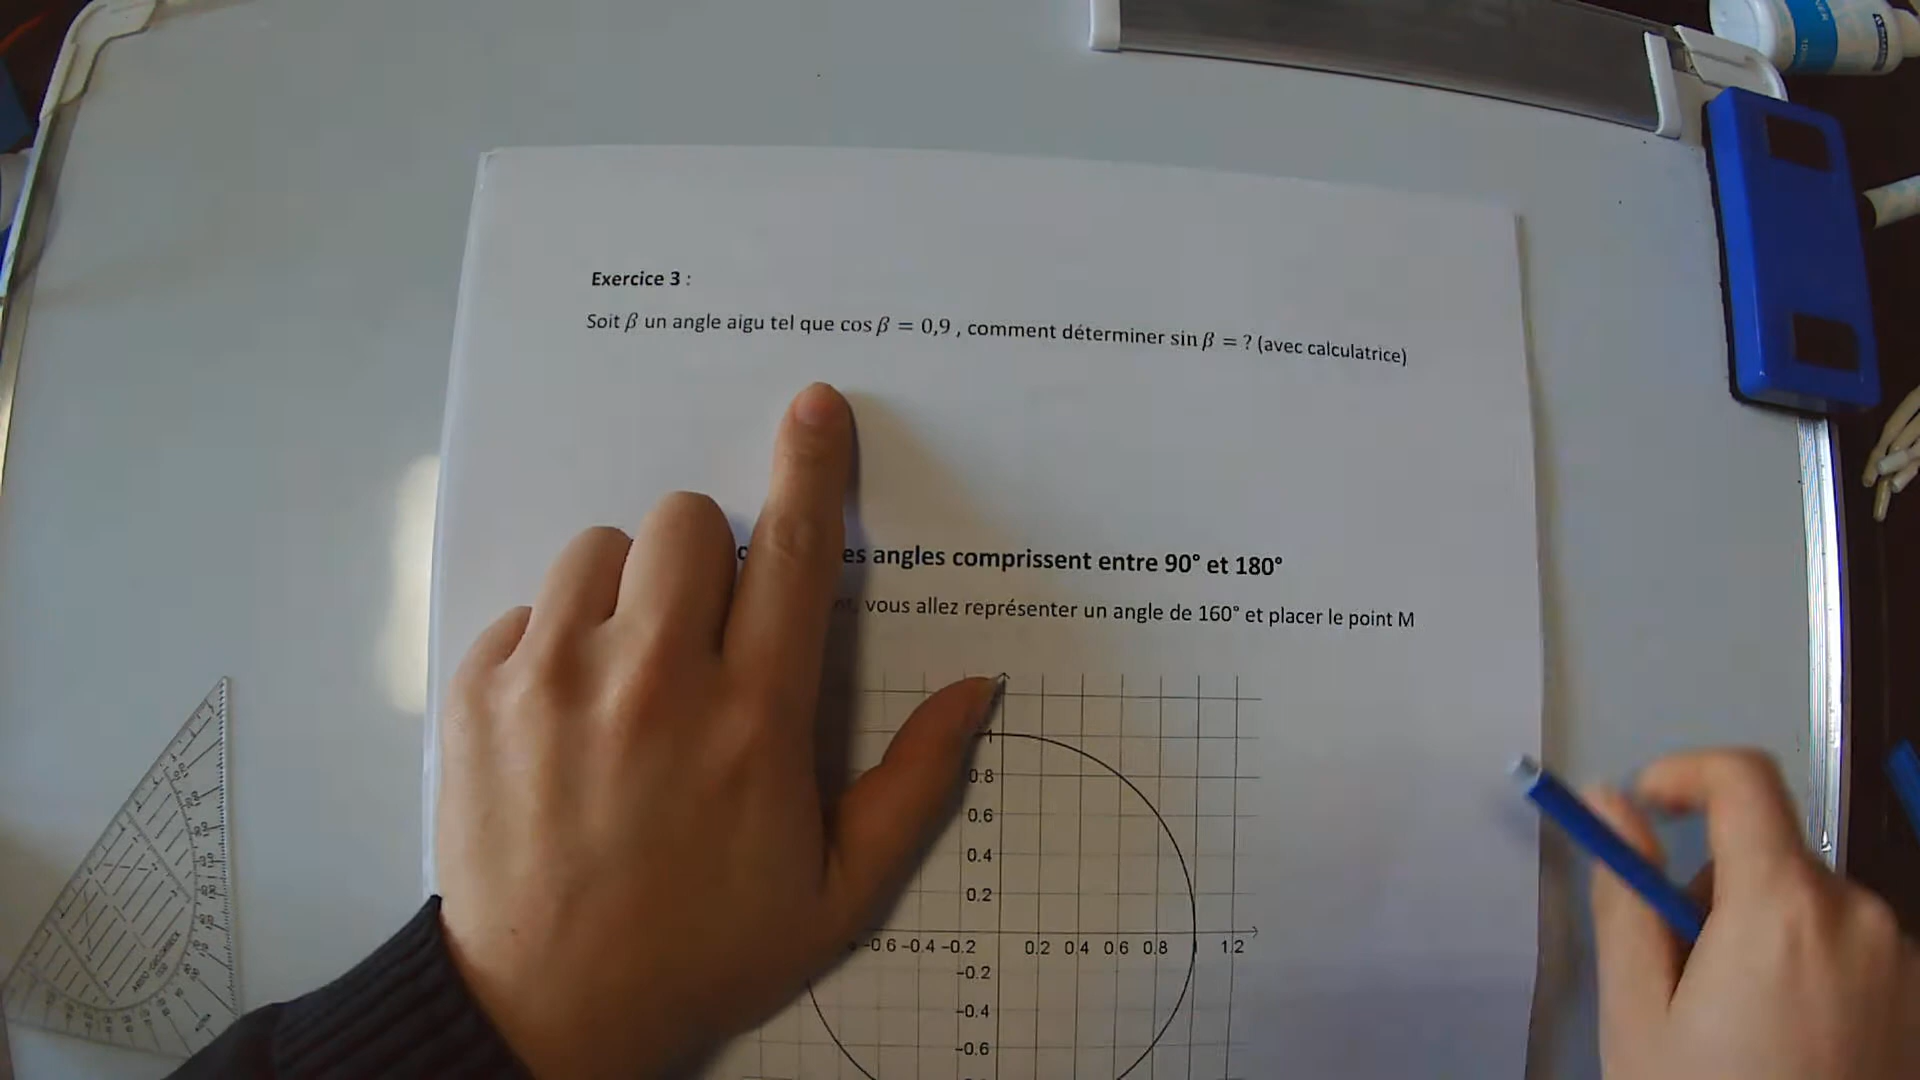 Exercice 3 :
Soit β un angle aigu tel que cos β = 0,9 , comment déterminer sin β = ? (avec calculatrice)
es angles comprissent entre 90° et 180°
vous allez représenter un angle de 160° et placer le point M
1
0.8
0.6
0.4
0.2
-0.6 -0.4 -0.2 0.2 0.4 0.6 0.8 1.2
-0.2
-0.4
-0.6